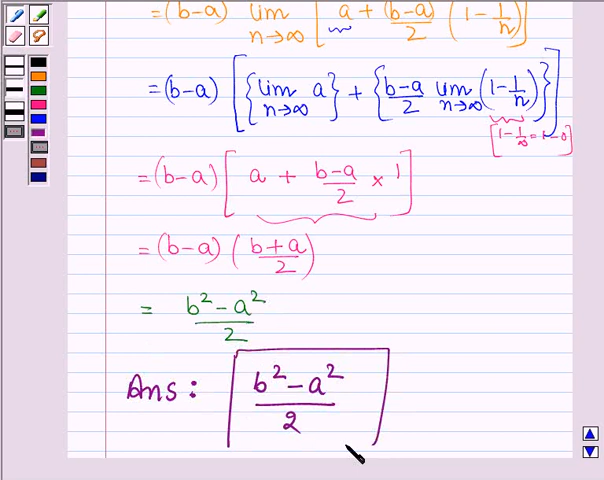 = (b-a) lim n→∞ [ a + (b-a)/2 (1 - 1/n) ]
= (b-a) [ { lim n→∞ a } + { b-a/2 lim n→∞ (1 - 1/n) } ]
[1 - 1/∞ = 1 - 0]
= (b-a) [ a + b-a/2 × 1 ]
= (b-a) ( b+a/2 )
= b² - a²/2
Ans : b² - a²/2